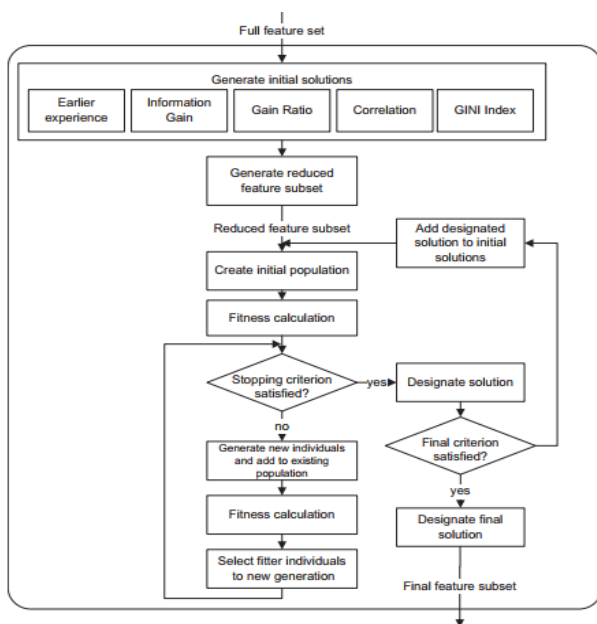 Full feature set
Generate initial solutions
Earlier
experience
Information
Gain
Gain Ratio
Correlation
GINI Index
Generate reduced
feature subset
Reduced feature subset
Add designated
solution to initial
solutions
Create initial population
Fitness calculation
Stopping criterion
satisfied?
yes
Designate solution
no
Final criterion
satisfied?
Generate new individuals
and add to existing
population
yes
Fitness calculation
Designate final
solution
Select fitter individuals
to new generation
Final feature subset